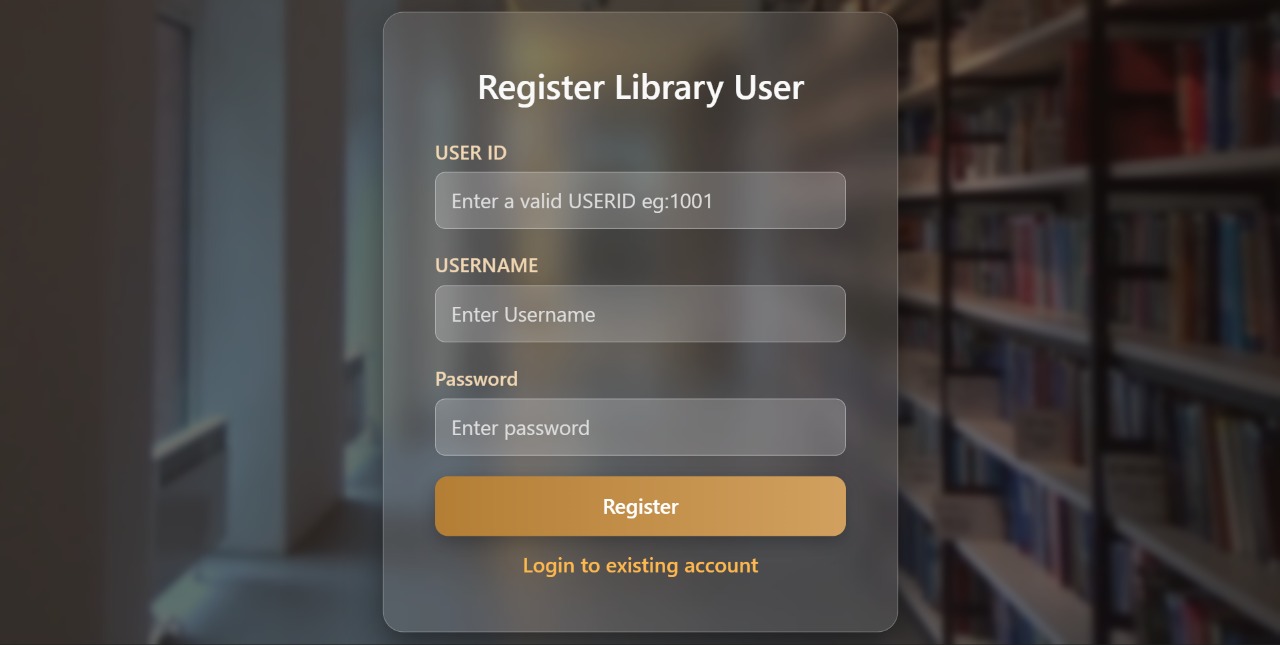 Register Library User
USER ID
Enter a valid USERID eg:1001
USERNAME
Enter Username
Password
Enter password
Register
Login to existing account